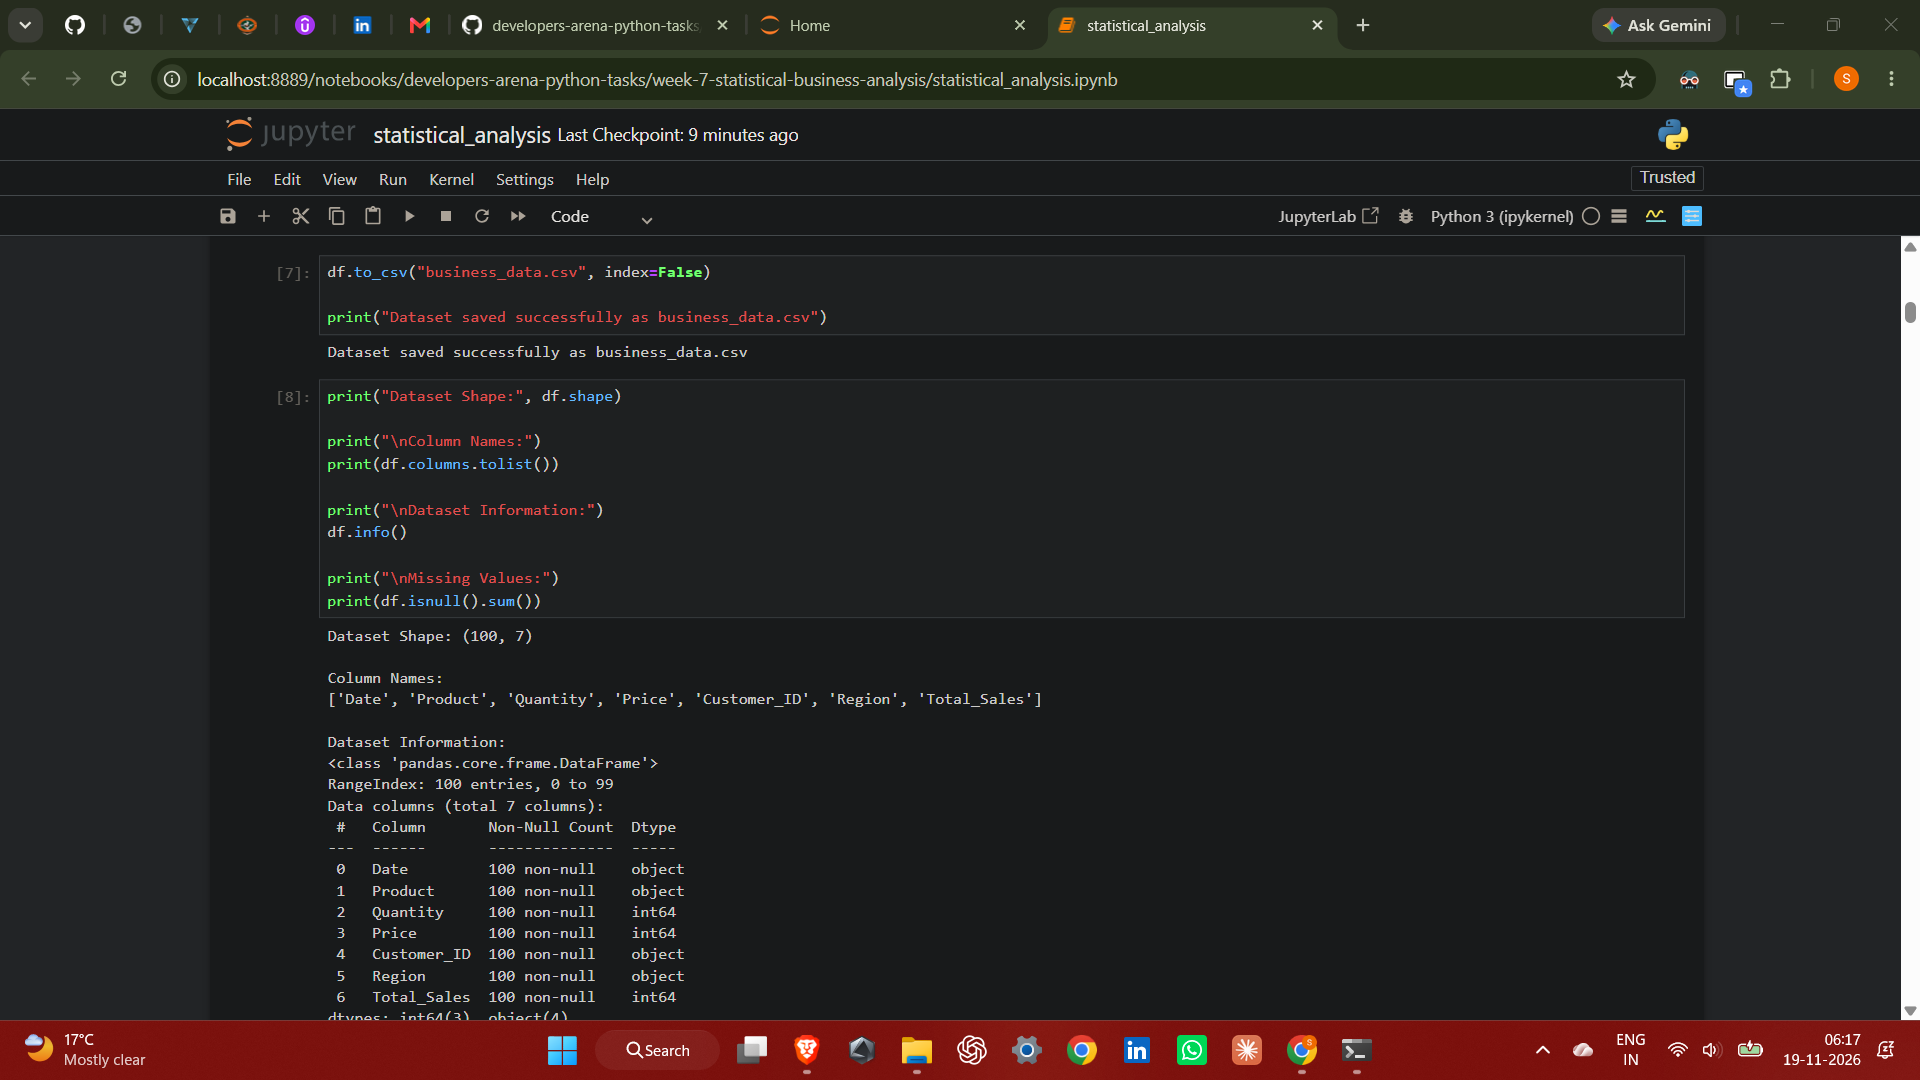 developers-arena-python-tasks
Home
statistical_analysis
Ask Gemini
localhost:8889/notebooks/developers-arena-python-tasks/week-7-statistical-business-analysis/statistical_analysis.ipynb
S
jupyter statistical_analysis Last Checkpoint: 9 minutes ago
File Edit View Run Kernel Settings Help
Trusted
Code
JupyterLab
Python 3 (ipykernel)
[7]: df.to_csv("business_data.csv", index=False)
print("Dataset saved successfully as business_data.csv")
Dataset saved successfully as business_data.csv
[8]: print("Dataset Shape:", df.shape)
print("\nColumn Names:")
print(df.columns.tolist())
print("\nDataset Information:")
df.info()
print("\nMissing Values:")
print(df.isnull().sum())
Dataset Shape: (100, 7)
Column Names:
['Date', 'Product', 'Quantity', 'Price', 'Customer_ID', 'Region', 'Total_Sales']
Dataset Information:
<class 'pandas.core.frame.DataFrame'>
RangeIndex: 100 entries, 0 to 99
Data columns (total 7 columns):
# Column Non-Null Count Dtype
--- ------ -------------- -----
0 Date 100 non-null object
1 Product 100 non-null object
2 Quantity 100 non-null int64
3 Price 100 non-null int64
4 Customer_ID 100 non-null object
5 Region 100 non-null object
6 Total_Sales 100 non-null int64
dtypes: int64(3), object(4)
17°C
Mostly clear
Search
ENG
IN
06:17
19-11-2026